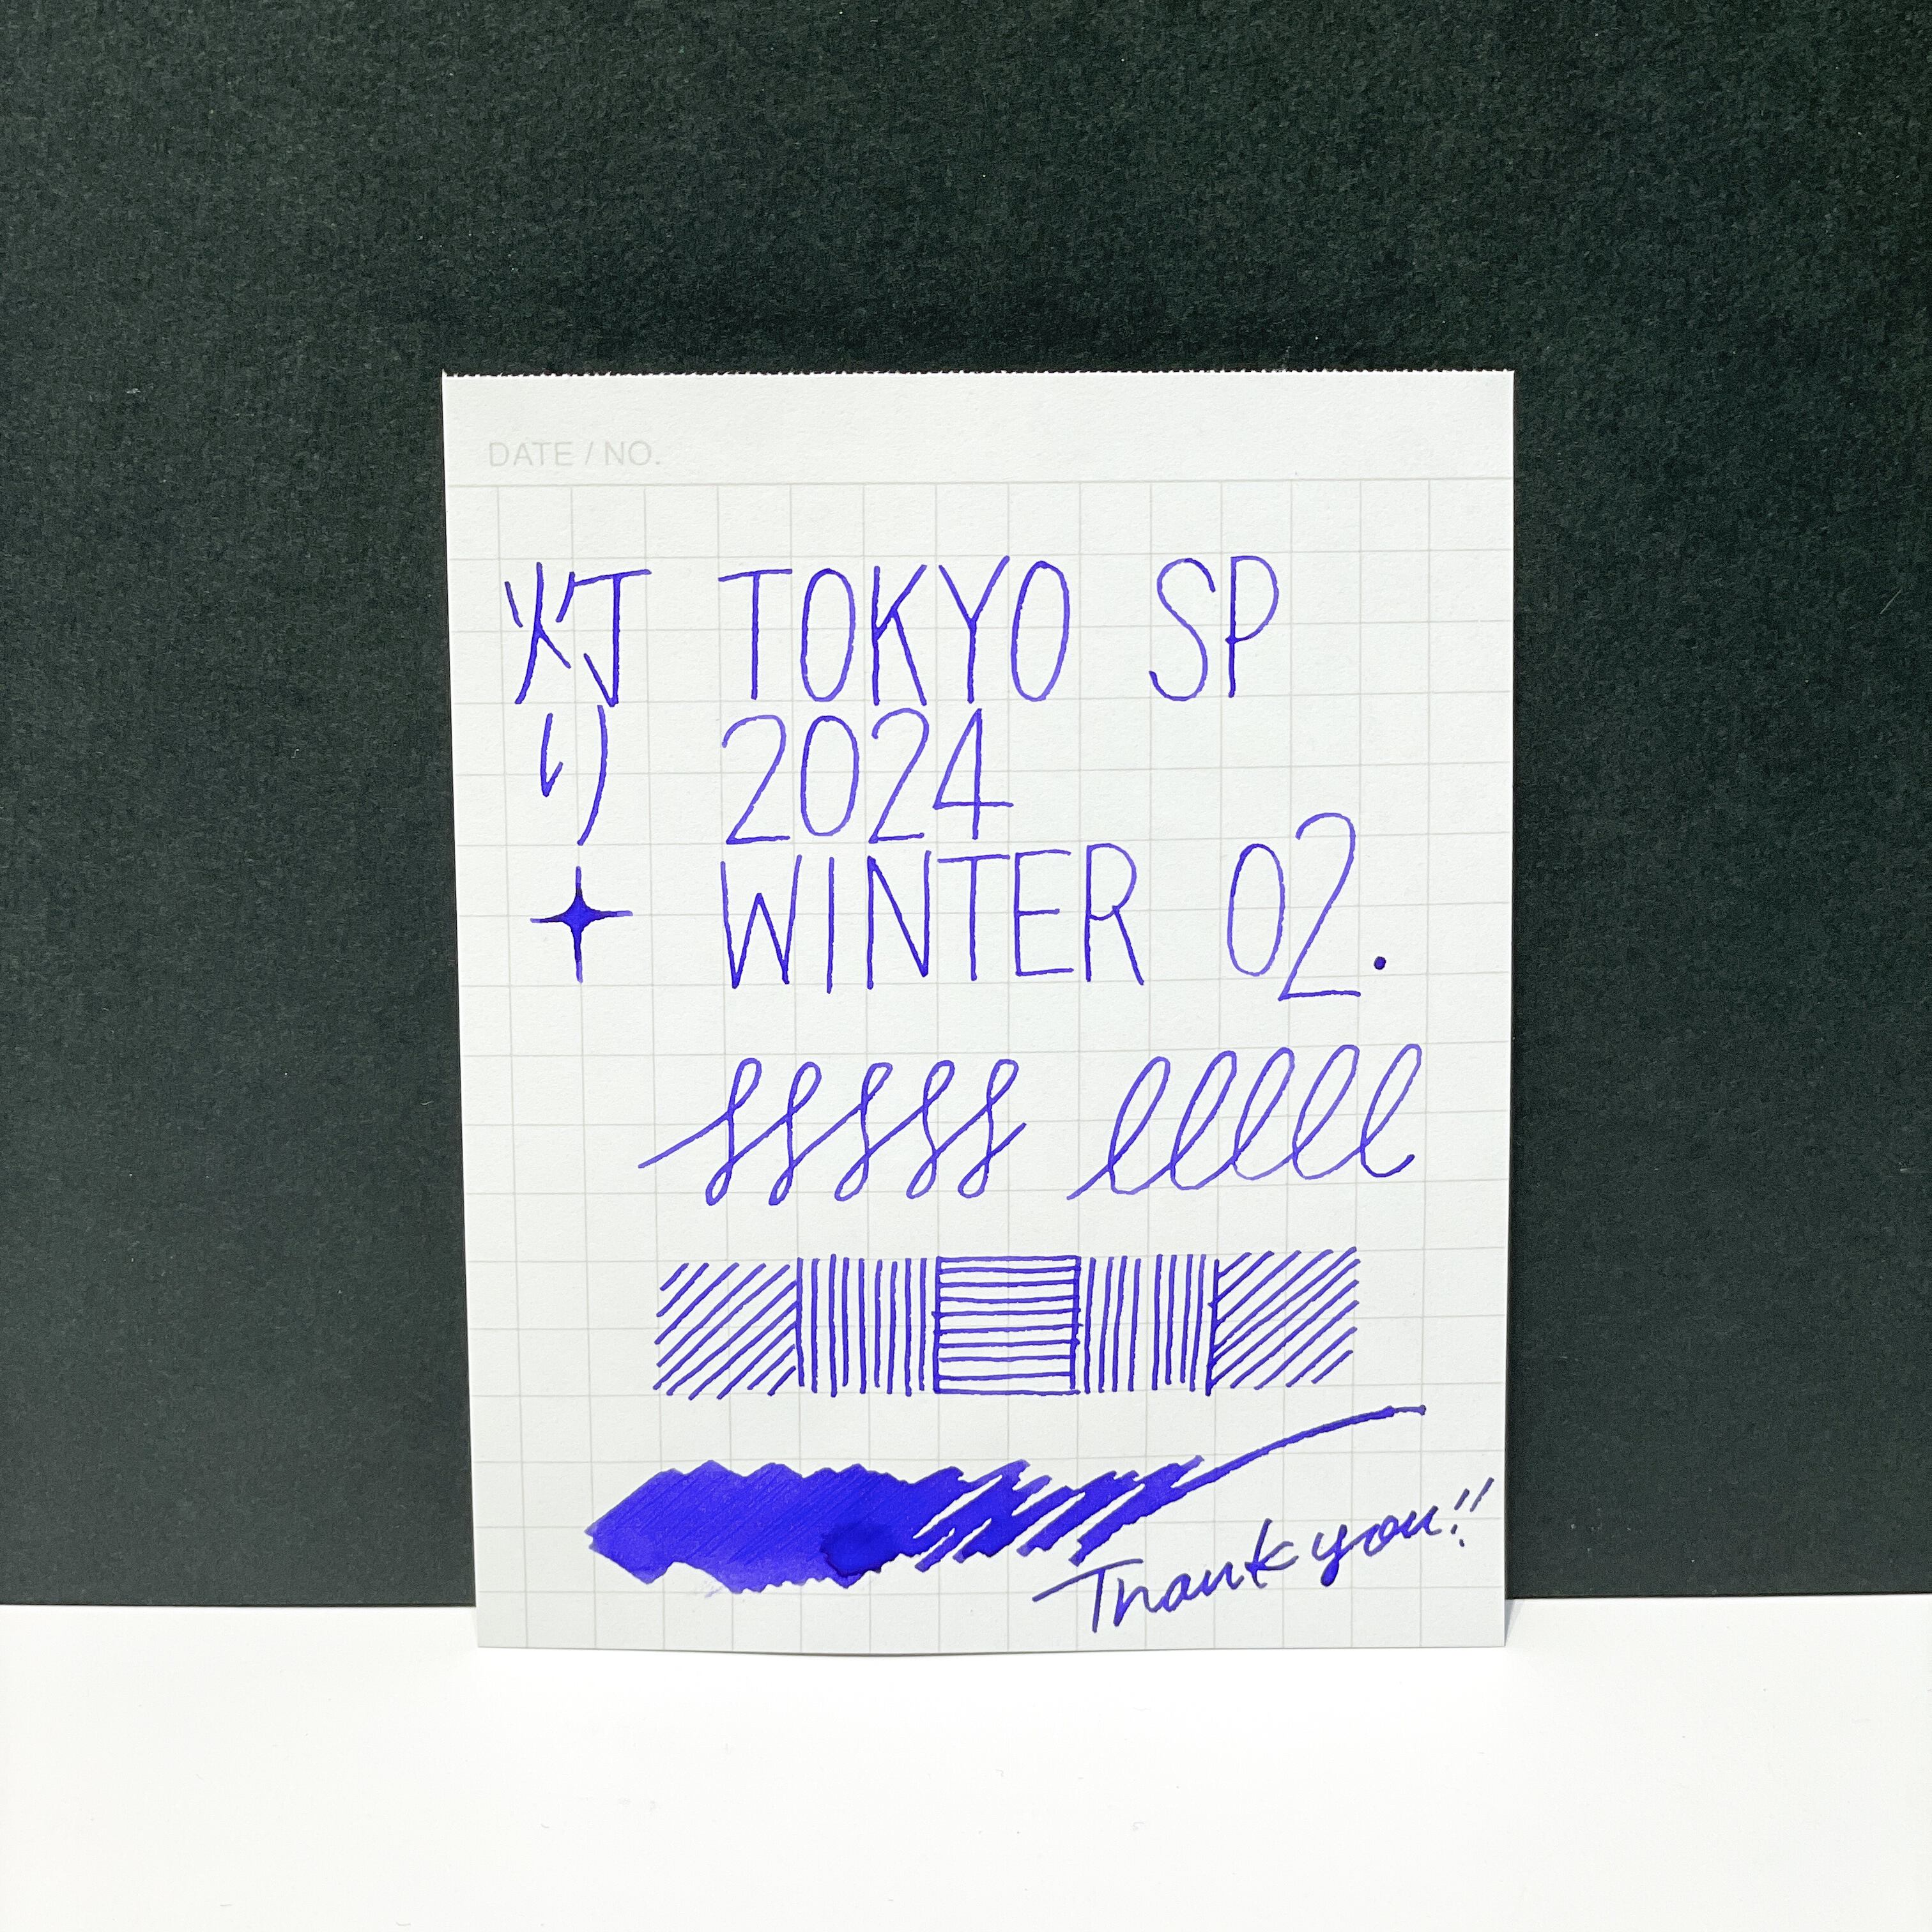 DATE / NO.
灯り
TOKYO SP
2024
WINTER 02.
Thank you!!